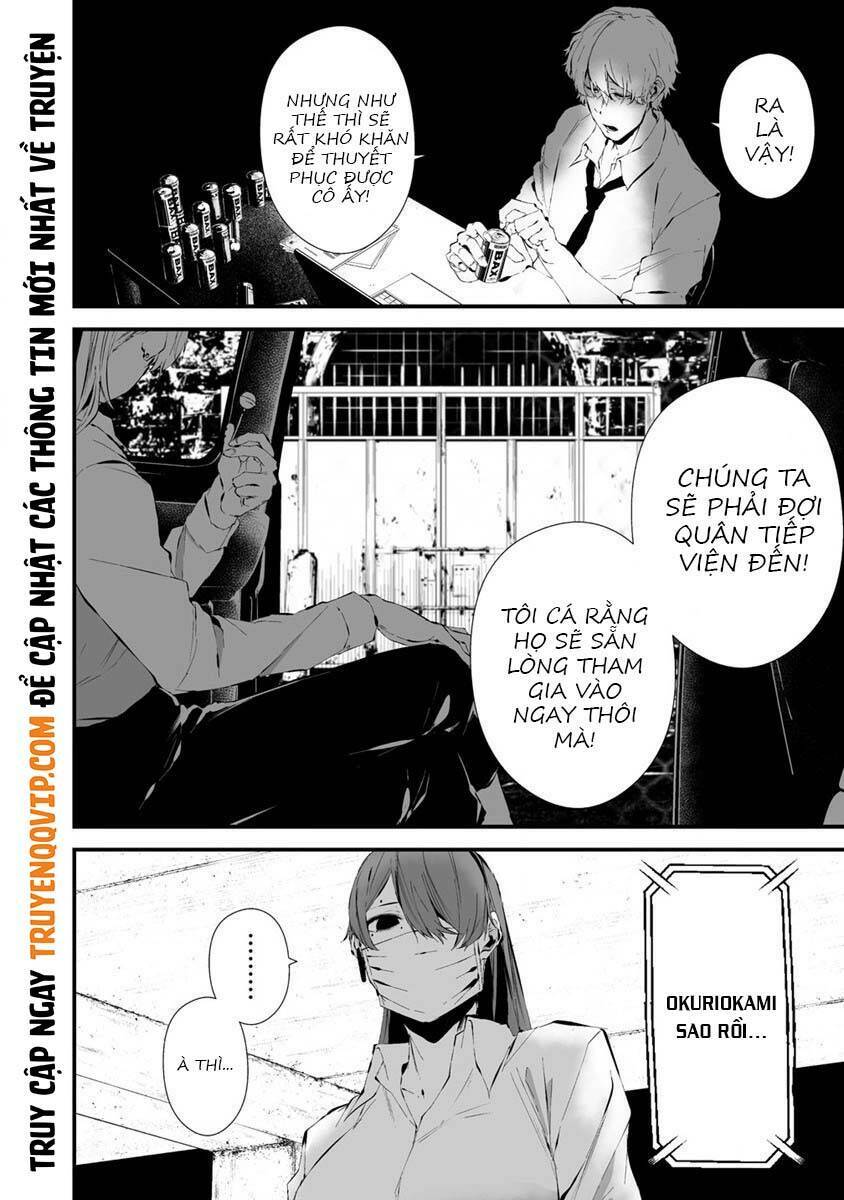 TRUY CẬP NGAY TRUYENQQVIP.COM ĐỂ CẬP NHẬT CÁC THÔNG TIN MỚI NHẤT VỀ TRUYỆN
RA
LÀ
VẬY!
NHƯNG NHƯ
THẾ THÌ SẼ
RẤT KHÓ KHĂN
ĐỂ THUYẾT
PHỤC ĐƯỢC
CÔ ẤY!
BAX
BAX
BAX
CHÚNG TA
SẼ PHẢI ĐỢI
QUÂN TIẾP
VIỆN ĐẾN!
TÔI CÁ RẰNG
HỌ SẼ SẴN
LÒNG THAM
GIA VÀO
NGAY THÔI
MÀ!
OKURIOKAMI
SAO RỒI...
.........
À THÌ...